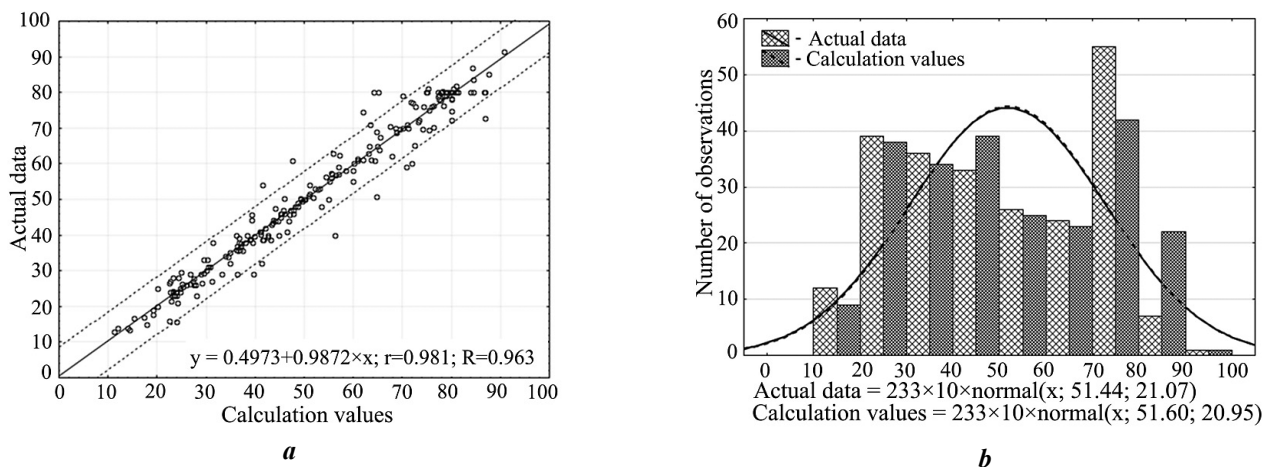 100
90
80
70
60
50
40
30
20
10
0
Actual data
y = 0.4973+0.9872×x; r=0.981; R=0.963
0 10 20 30 40 50 60 70 80 90 100
Calculation values
a
60
50
40
30
20
10
0
Number of observations
- Actual data
- Calculation values
0 10 20 30 40 50 60 70 80 90 100
Actual data = 233×10×normal(x; 51.44; 21.07)
Calculation values = 233×10×normal(x; 51.60; 20.95)
b